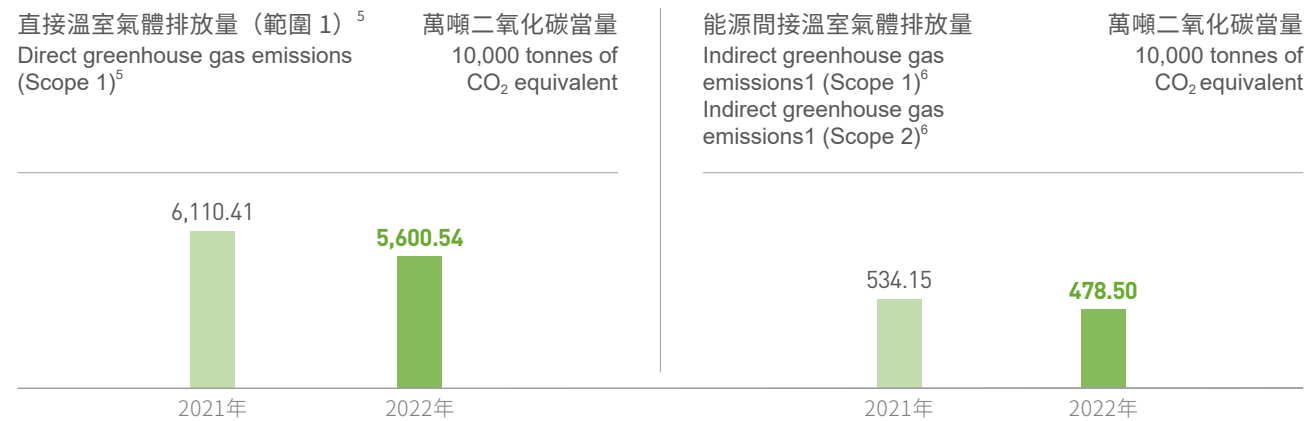 直接溫室氣體排放量（範圍 1）5
Direct greenhouse gas emissions
(Scope 1)5
萬噸二氧化碳當量
10,000 tonnes of
CO2 equivalent
6,110.41
5,600.54
2021年
2022年
能源間接溫室氣體排放量
Indirect greenhouse gas
emissions1 (Scope 1)6
Indirect greenhouse gas
emissions1 (Scope 2)6
萬噸二氧化碳當量
10,000 tonnes of
CO2 equivalent
534.15
478.50
2021年
2022年